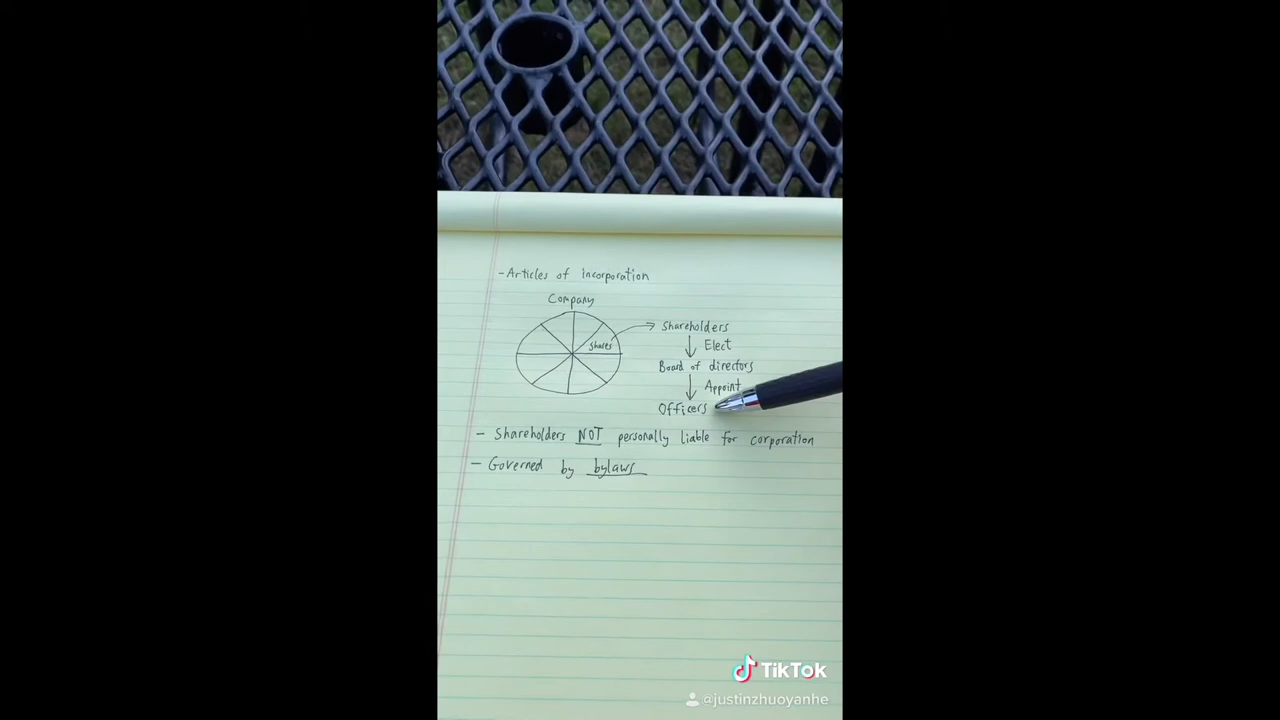 - Articles of incorporation
Company
shares
Shareholders
Elect
Board of directors
Appoint
Officers
- Shareholders NOT personally liable for corporation
- Governed by bylaws
TikTok
@justinzhuoyanhe